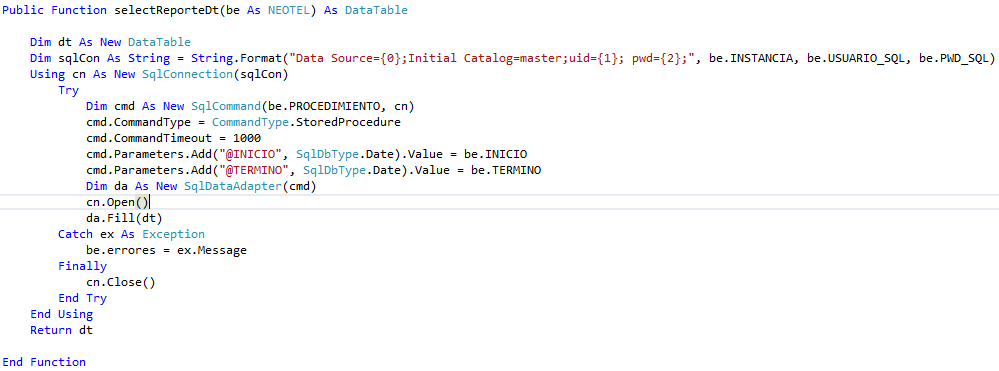 Public Function selectReporteDt(be As NEOTEL) As DataTable
Dim dt As New DataTable
Dim sqlCon As String = String.Format("Data Source={0};Initial Catalog=master;uid={1}; pwd={2};", be.INSTANCIA, be.USUARIO_SQL, be.PWD_SQL)
Using cn As New SqlConnection(sqlCon)
Try
Dim cmd As New SqlCommand(be.PROCEDIMIENTO, cn)
cmd.CommandType = CommandType.StoredProcedure
cmd.CommandTimeout = 1000
cmd.Parameters.Add("@INICIO", SqlDbType.Date).Value = be.INICIO
cmd.Parameters.Add("@TERMINO", SqlDbType.Date).Value = be.TERMINO
Dim da As New SqlDataAdapter(cmd)
cn.Open()
da.Fill(dt)
Catch ex As Exception
be.errores = ex.Message
Finally
cn.Close()
End Try
End Using
Return dt
End Function